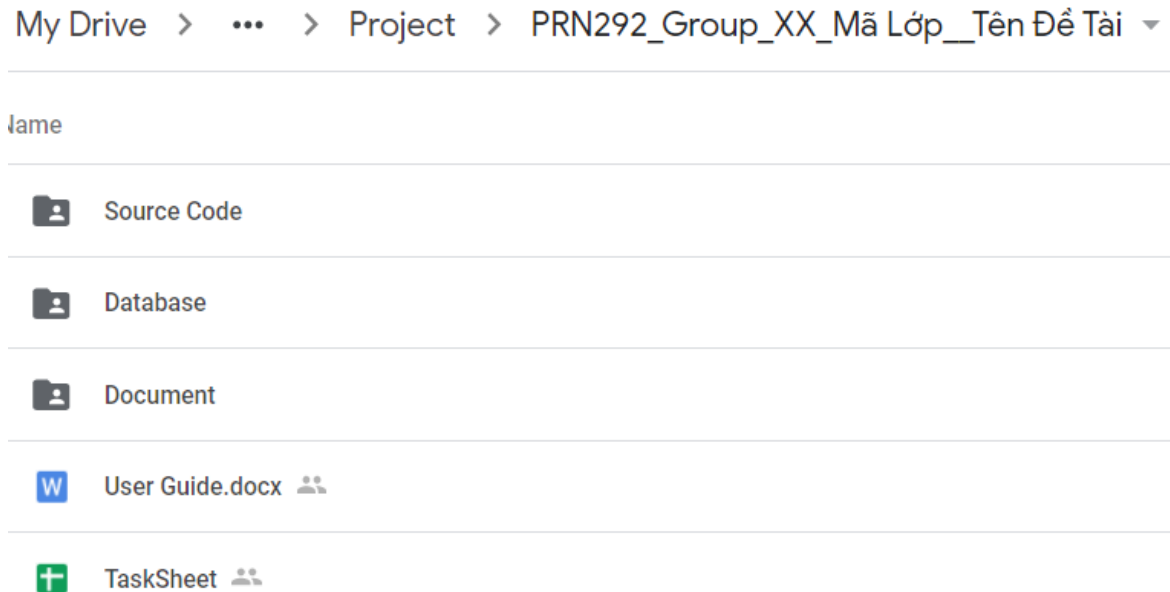 My Drive > ••• > Project > PRN292_Group_XX_Mã Lớp__Tên Đề Tài
Name
Source Code
Database
Document
W User Guide.docx
TaskSheet